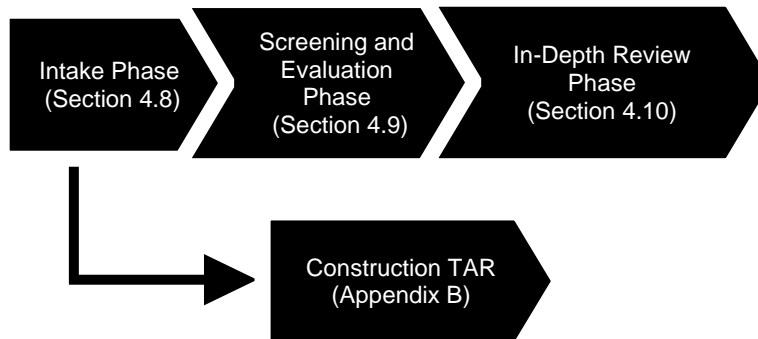 Intake Phase
(Section 4.8)
Screening and
Evaluation
Phase
(Section 4.9)
In-Depth Review
Phase
(Section 4.10)
Construction TAR
(Appendix B)